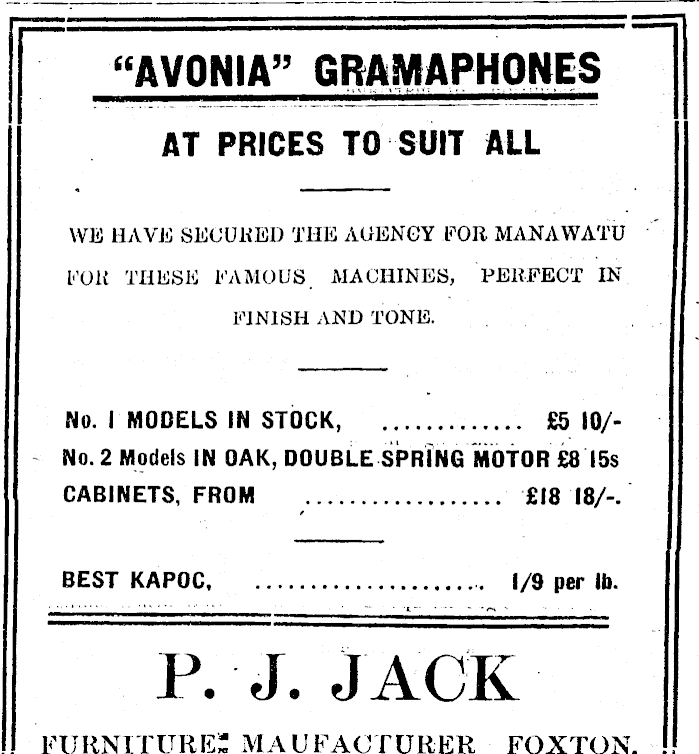 "AVONIA" GRAMAPHONES
AT PRICES TO SUIT ALL
WE HAVE SECURED THE AGENCY FOR MANAWATU
FOR THESE FAMOUS MACHINES, PERFECT IN
FINISH AND TONE.
No. 1 MODELS IN STOCK, ............. £5 10/-
No. 2 Models IN OAK, DOUBLE SPRING MOTOR £8 15s
CABINETS, FROM .................. £18 18/-.
BEST KAPOC, ..................... 1/9 per lb.
P. J. JACK
FURNITURE MAUFACTURER FOXTON.